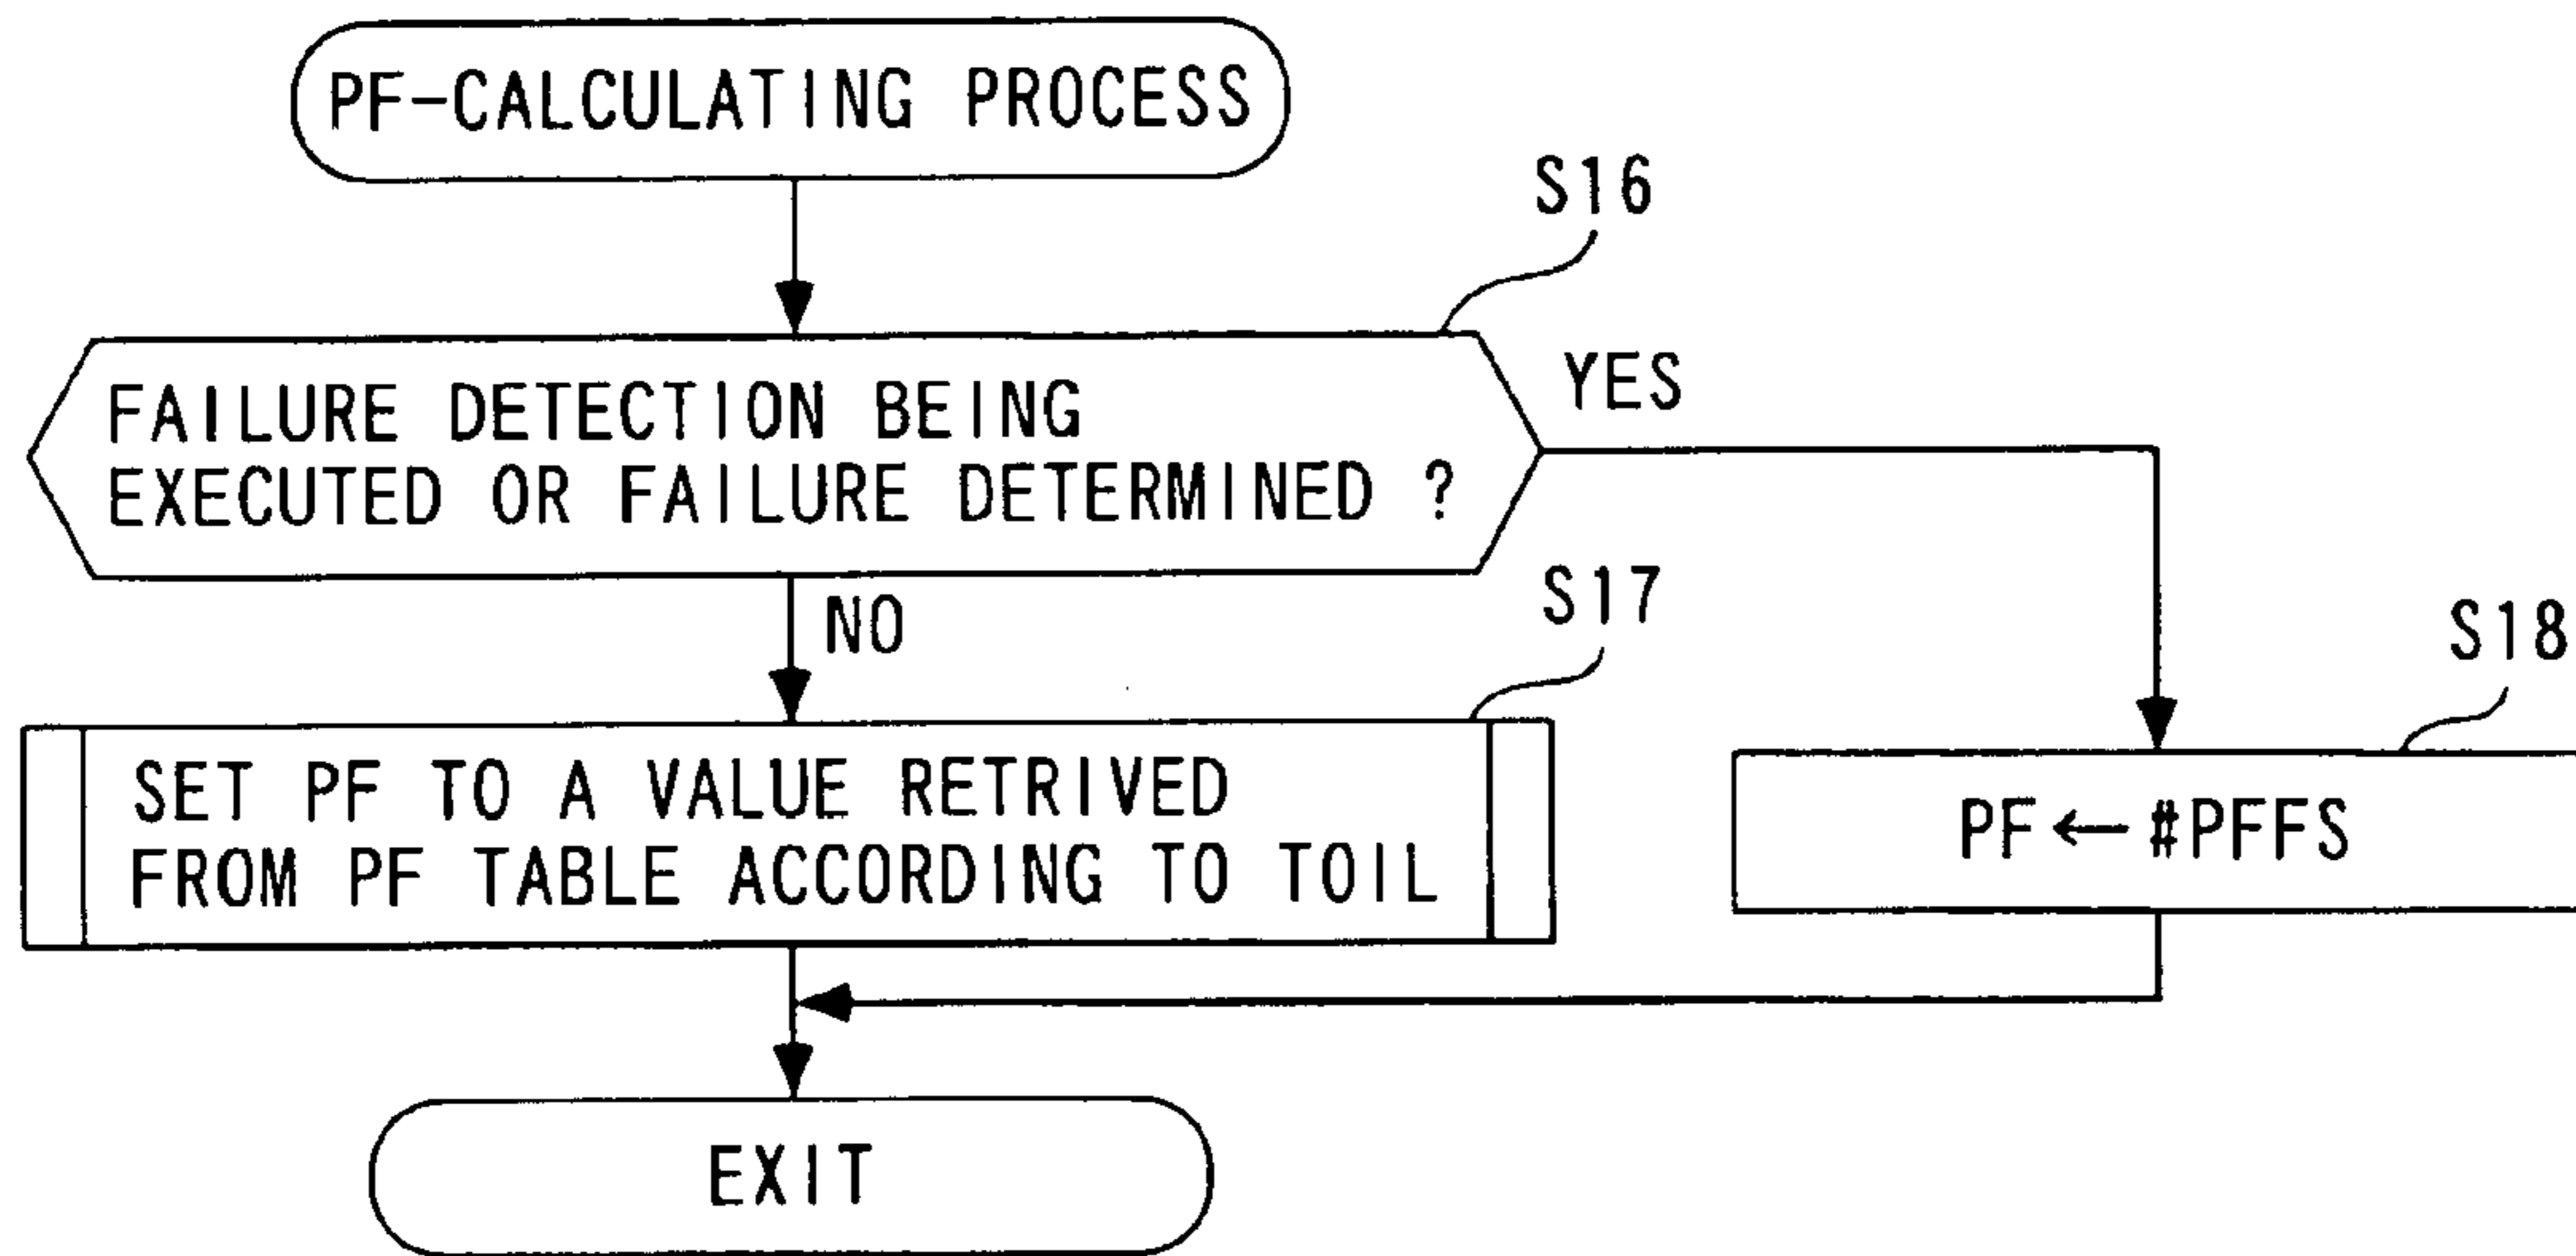 PF-CALCULATING PROCESS
S16
FAILURE DETECTION BEING
EXECUTED OR FAILURE DETERMINED ?
YES
NO
S17
SET PF TO A VALUE RETRIVED
FROM PF TABLE ACCORDING TO TOIL
S18
PF←#PFFS
EXIT